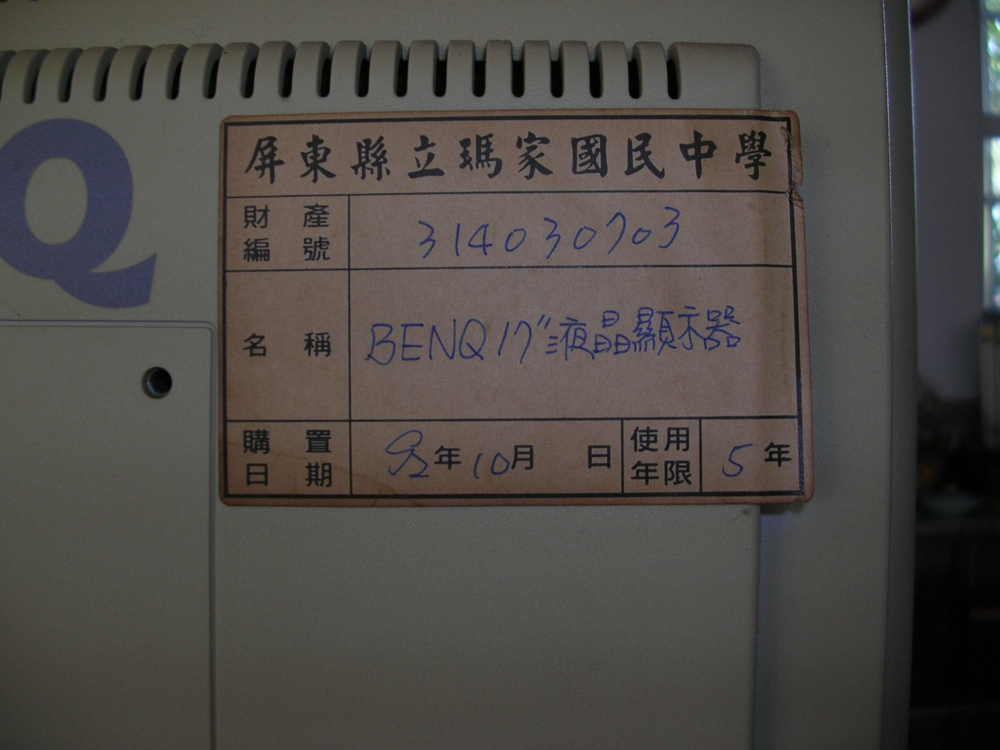 Q
屏東縣立瑪家國民中學
財產編號 314030703
名稱 BENQ 17"液晶顯示器
購置日期 92年10月 日 使用年限 5年